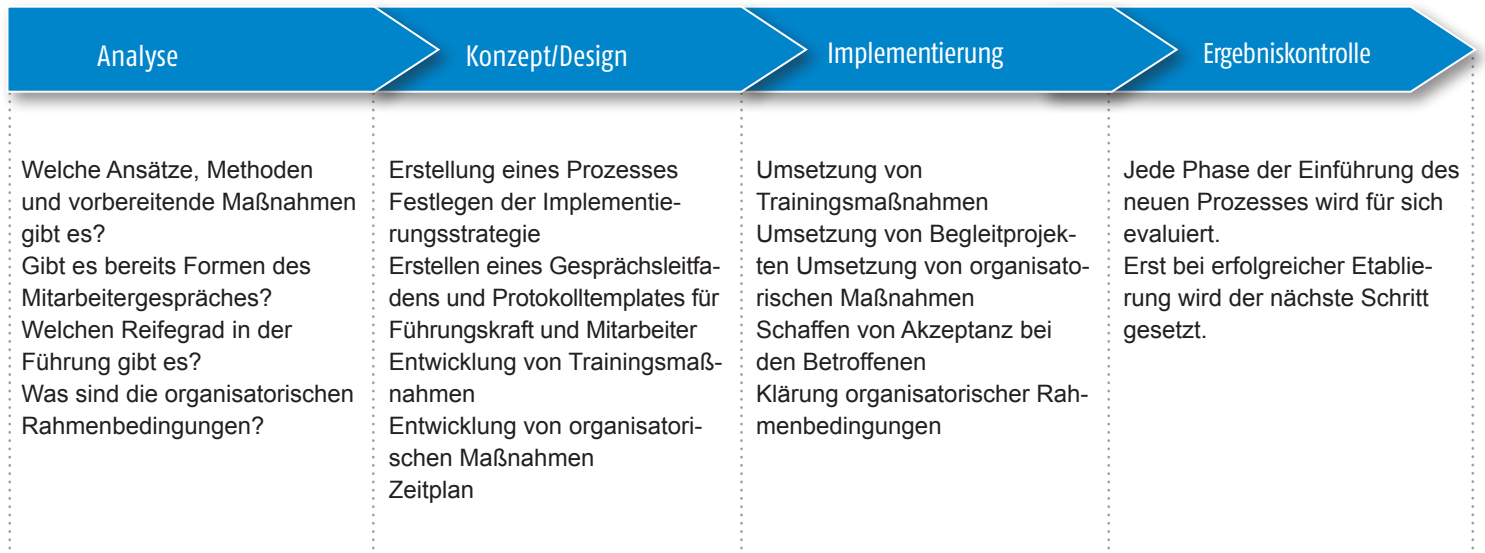 Analyse
Konzept/Design
Implementierung
Ergebniskontrolle
Welche Ansätze, Methoden
und vorbereitende Maßnahmen
gibt es?
Gibt es bereits Formen des
Mitarbeitergespräches?
Welchen Reifegrad in der
Führung gibt es?
Was sind die organisatorischen
Rahmenbedingungen?
Erstellung eines Prozesses
Festlegen der Implementie-
rungsstrategie
Erstellen eines Gesprächsleitfa-
dens und Protokolltemplates für
Führungskraft und Mitarbeiter
Entwicklung von Trainingsmaß-
nahmen
Entwicklung von organisatori-
schen Maßnahmen
Zeitplan
Umsetzung von
Trainingsmaßnahmen
Umsetzung von Begleitprojek-
ten Umsetzung von organisato-
rischen Maßnahmen
Schaffen von Akzeptanz bei
den Betroffenen
Klärung organisatorischer Rah-
menbedingungen
Jede Phase der Einführung des
neuen Prozesses wird für sich
evaluiert.
Erst bei erfolgreicher Etablie-
rung wird der nächste Schritt
gesetzt.